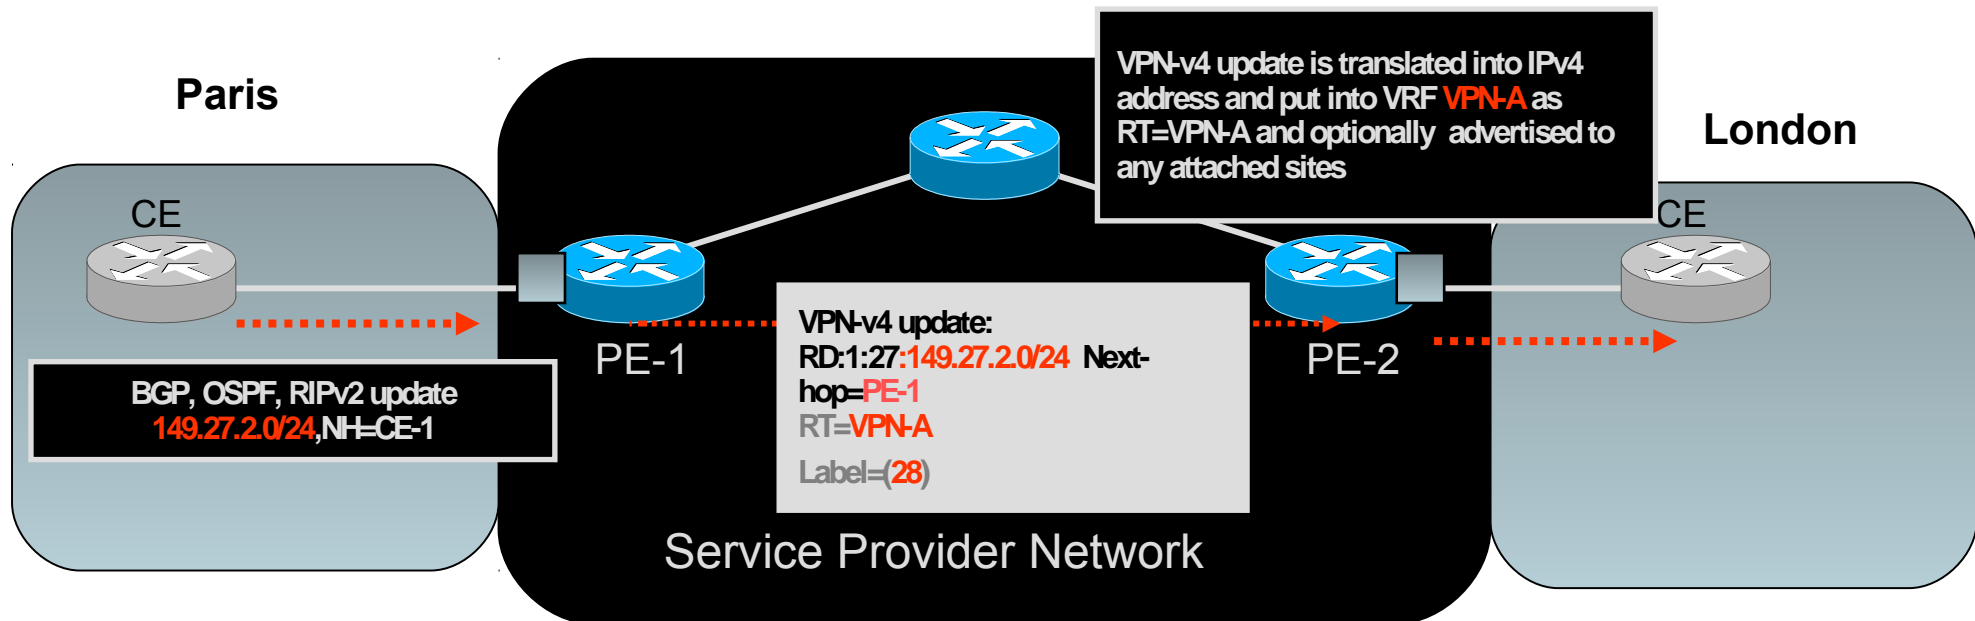 Paris
London
VPN-v4 update is translated into IPv4
address and put into VRF VPN-A as
RT=VPN-A and optionally advertised to
any attached sites
CE
CE
PE-1
PE-2
BGP, OSPF, RIPv2 update
149.27.2.0/24,NH=CE-1
VPN-v4 update:
RD:1:27:149.27.2.0/24 Next-
hop=PE-1
RT=VPN-A
Label=(28)
Service Provider Network